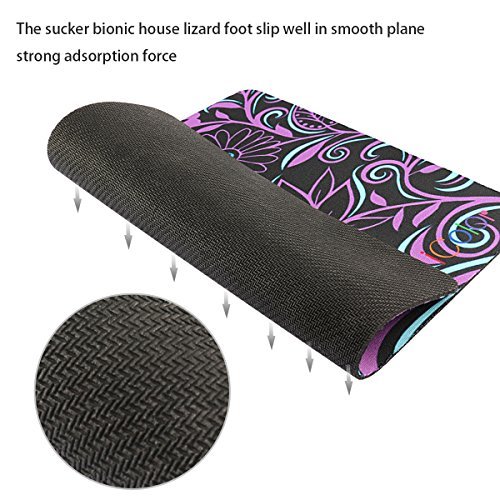 The sucker bionic house lizard foot slip well in smooth plane
strong adsorption force